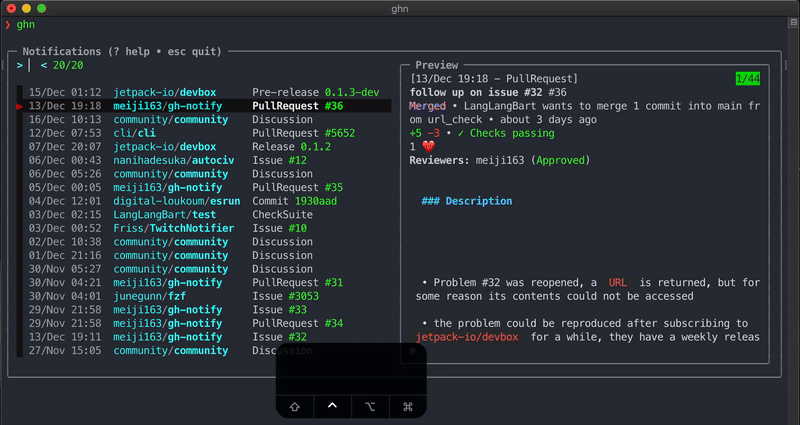 ghn
❯ ghn
Notifications (? help • esc quit)
> < 20/20
15/Dec 01:12 jetpack-io/devbox Pre-release 0.1.3-dev
13/Dec 19:18 meiji163/gh-notify PullRequest #36
16/Dec 10:13 community/community Discussion
12/Dec 07:53 cli/cli PullRequest #5652
07/Dec 20:07 jetpack-io/devbox Release 0.1.2
06/Dec 00:43 nanihadesuka/autociv Issue #12
06/Dec 05:26 community/community Discussion
05/Dec 00:05 meiji163/gh-notify PullRequest #35
04/Dec 12:01 digital-loukoum/esrun Commit 1930aad
03/Dec 02:15 LangLangBart/test CheckSuite
03/Dec 00:52 Friss/TwitchNotifier Issue #10
02/Dec 10:38 community/community Discussion
01/Dec 21:16 community/community Discussion
30/Nov 05:27 community/community Discussion
30/Nov 04:21 meiji163/gh-notify PullRequest #31
30/Nov 04:01 junegunn/fzf Issue #3053
29/Nov 21:58 meiji163/gh-notify Issue #33
29/Nov 21:58 meiji163/gh-notify PullRequest #34
13/Dec 19:11 meiji163/gh-notify Issue #32
27/Nov 15:05 community/community Discussion
Preview
[13/Dec 19:18 - PullRequest] 1/44
follow up on issue #32 #36
Merged • LangLangBart wants to merge 1 commit into main fr
om url_check • about 3 days ago
+5 -3 • ✓ Checks passing
1 ❤️
Reviewers: meiji163 (Approved)
### Description
• Problem #32 was reopened, a URL is returned, but for
some reason its contents could not be accessed
• the problem could be reproduced after subscribing to
jetpack-io/devbox for a while, they have a weekly releas
e
⇧ ⌃ ⌥ ⌘